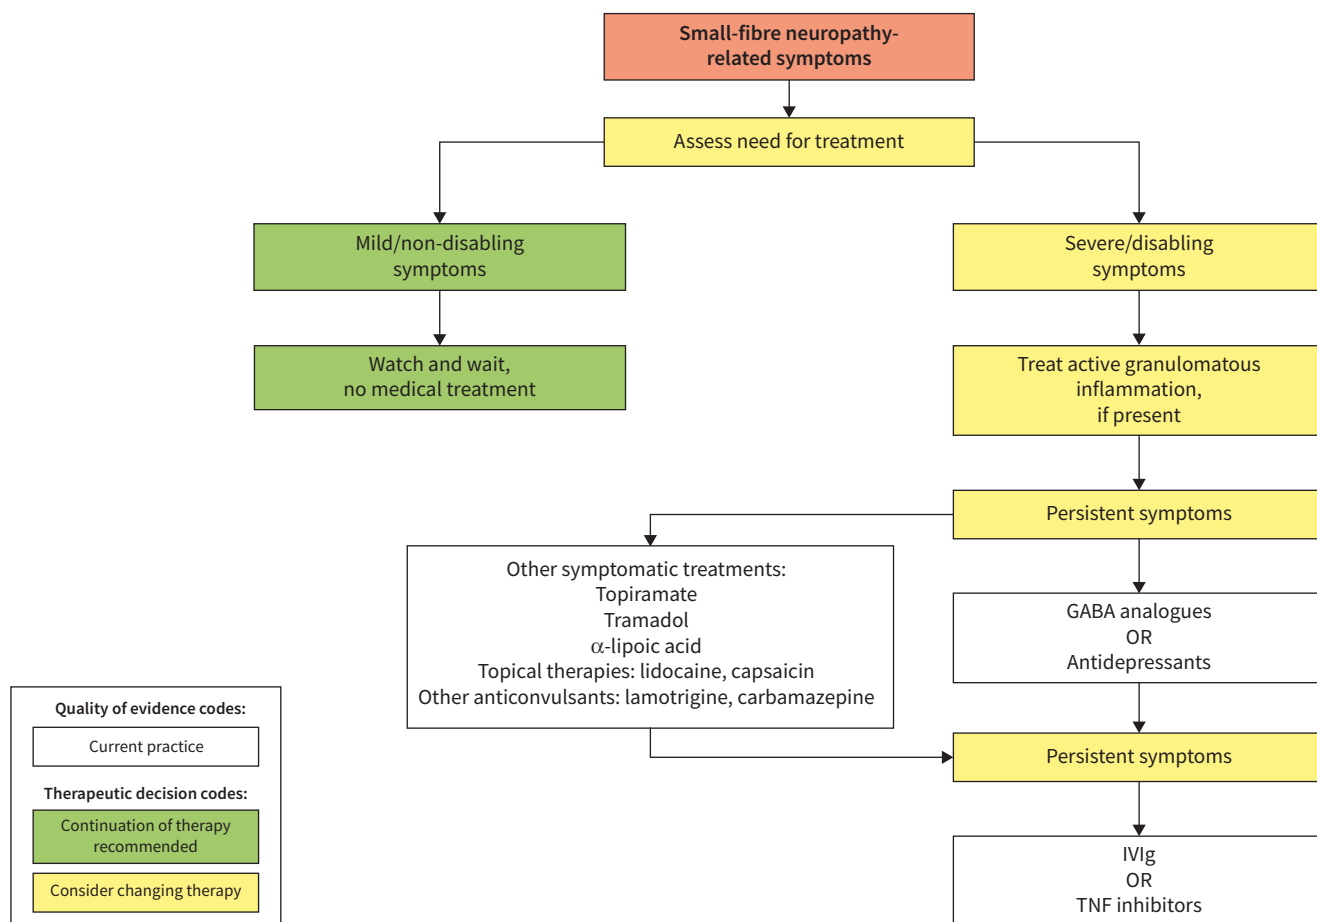 Small-fibre neuropathy-
related symptoms
Assess need for treatment
Mild/non-disabling
symptoms
Severe/disabling
symptoms
Watch and wait,
no medical treatment
Treat active granulomatous
inflammation,
if present
Persistent symptoms
Other symptomatic treatments:
Topiramate
Tramadol
α-lipoic acid
Topical therapies: lidocaine, capsaicin
Other anticonvulsants: lamotrigine, carbamazepine
GABA analogues
OR
Antidepressants
Persistent symptoms
IVIg
OR
TNF inhibitors
Quality of evidence codes:
Current practice
Therapeutic decision codes:
Continuation of therapy
recommended
Consider changing therapy